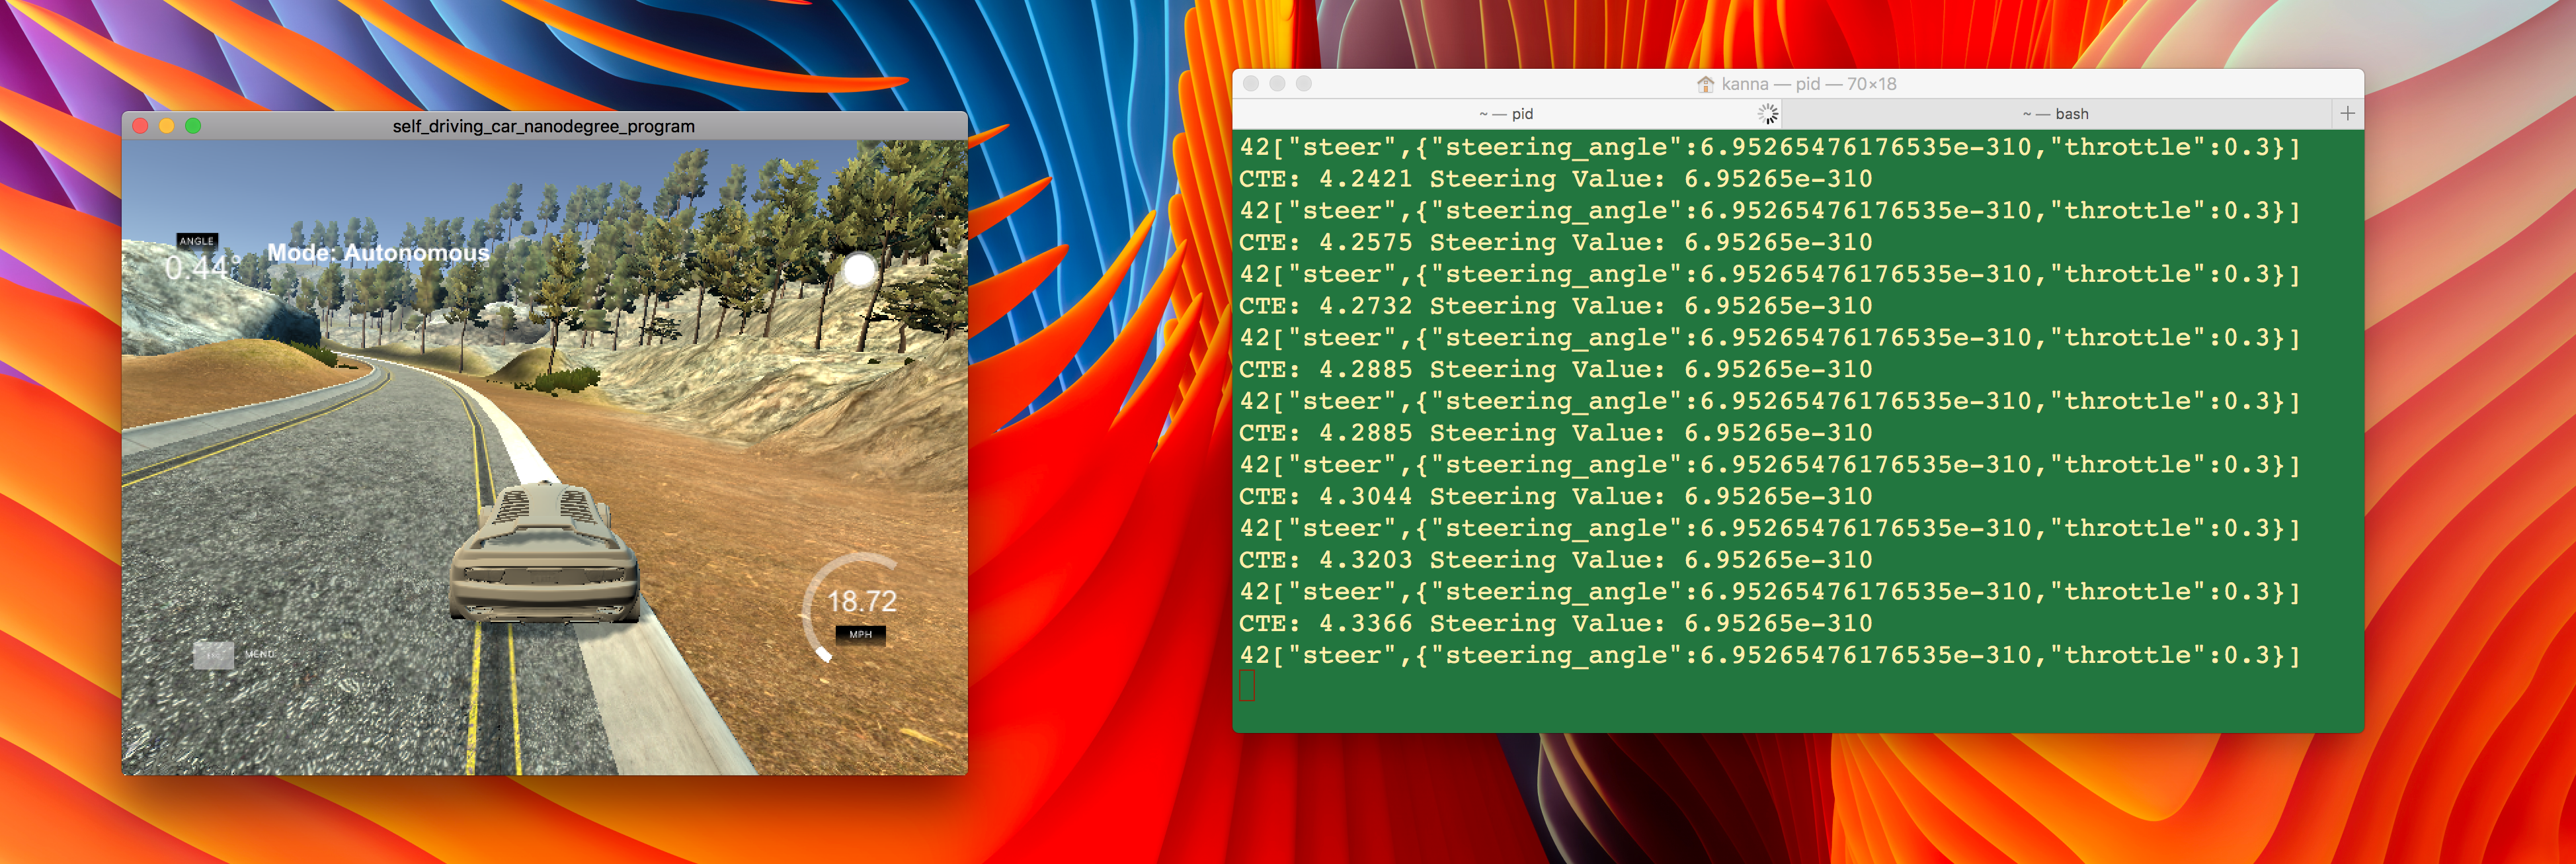 self_driving_car_nanodegree_program
ANGLE
0.44°
Mode: Autonomous
18.72
MPH
MENU
kanna — pid — 70×18
~ — pid
~ — bash
42["steer",{"steering_angle":6.95265476176535e-310,"throttle":0.3}]
CTE: 4.2421 Steering Value: 6.95265e-310
42["steer",{"steering_angle":6.95265476176535e-310,"throttle":0.3}]
CTE: 4.2575 Steering Value: 6.95265e-310
42["steer",{"steering_angle":6.95265476176535e-310,"throttle":0.3}]
CTE: 4.2732 Steering Value: 6.95265e-310
42["steer",{"steering_angle":6.95265476176535e-310,"throttle":0.3}]
CTE: 4.2885 Steering Value: 6.95265e-310
42["steer",{"steering_angle":6.95265476176535e-310,"throttle":0.3}]
CTE: 4.2885 Steering Value: 6.95265e-310
42["steer",{"steering_angle":6.95265476176535e-310,"throttle":0.3}]
CTE: 4.3044 Steering Value: 6.95265e-310
42["steer",{"steering_angle":6.95265476176535e-310,"throttle":0.3}]
CTE: 4.3203 Steering Value: 6.95265e-310
42["steer",{"steering_angle":6.95265476176535e-310,"throttle":0.3}]
CTE: 4.3366 Steering Value: 6.95265e-310
42["steer",{"steering_angle":6.95265476176535e-310,"throttle":0.3}]